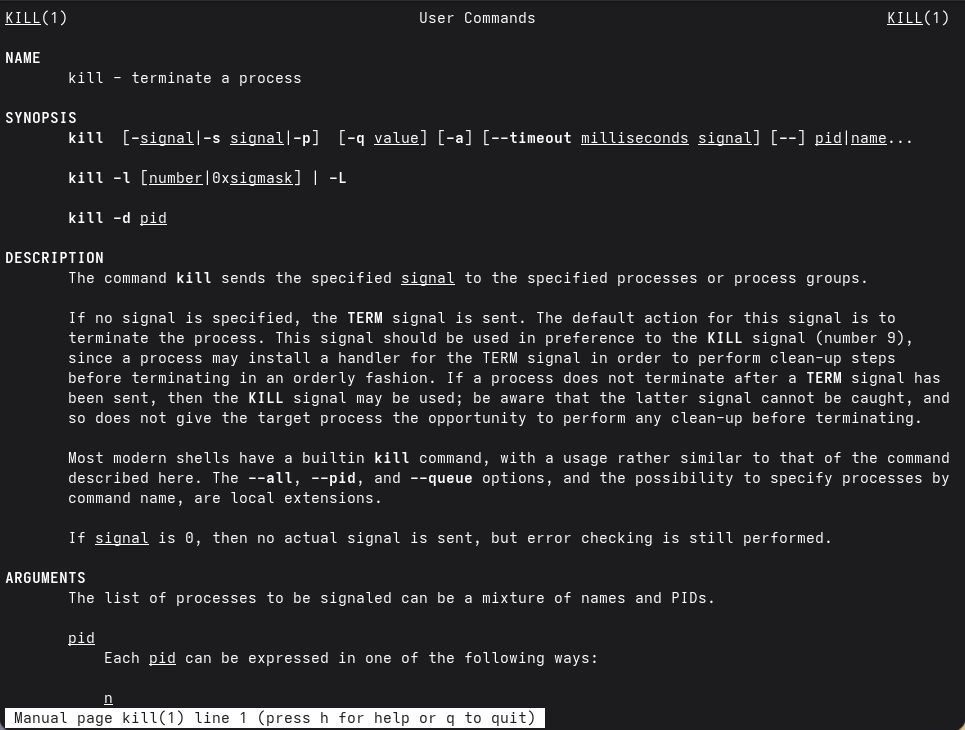 KILL(1) User Commands KILL(1)
NAME
kill - terminate a process
SYNOPSIS
kill [-signal|-s signal|-p] [-q value] [-a] [--timeout milliseconds signal] [--] pid|name...
kill -l [number|0xsigmask] | -L
kill -d pid
DESCRIPTION
The command kill sends the specified signal to the specified processes or process groups.
If no signal is specified, the TERM signal is sent. The default action for this signal is to
terminate the process. This signal should be used in preference to the KILL signal (number 9),
since a process may install a handler for the TERM signal in order to perform clean-up steps
before terminating in an orderly fashion. If a process does not terminate after a TERM signal has
been sent, then the KILL signal may be used; be aware that the latter signal cannot be caught, and
so does not give the target process the opportunity to perform any clean-up before terminating.
Most modern shells have a builtin kill command, with a usage rather similar to that of the command
described here. The --all, --pid, and --queue options, and the possibility to specify processes by
command name, are local extensions.
If signal is 0, then no actual signal is sent, but error checking is still performed.
ARGUMENTS
The list of processes to be signaled can be a mixture of names and PIDs.
pid
Each pid can be expressed in one of the following ways:
n
Manual page kill(1) line 1 (press h for help or q to quit)